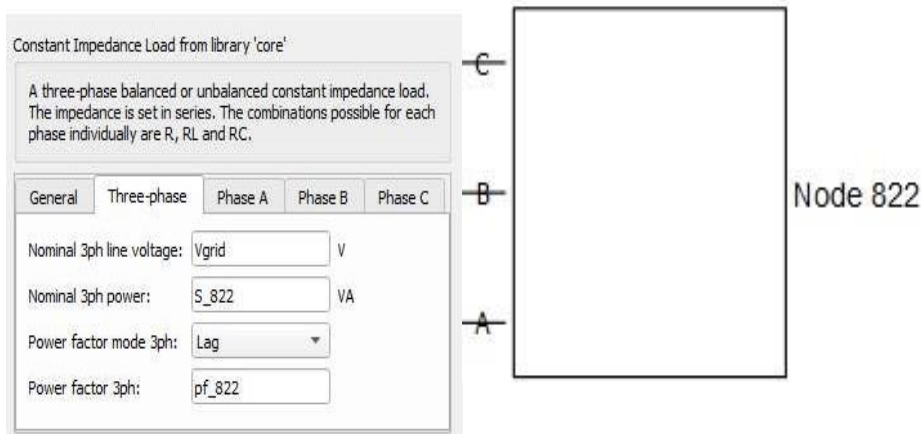 Constant Impedance Load from library 'core'
A three-phase balanced or unbalanced constant impedance load.
The impedance is set in series. The combinations possible for each
phase individually are R, RL and RC.
General Three-phase Phase A Phase B Phase C
Nominal 3ph line voltage: Vgrid V
Nominal 3ph power: S_822 VA
Power factor mode 3ph: Lag
Power factor 3ph: pf_822
C
B
A
Node 822